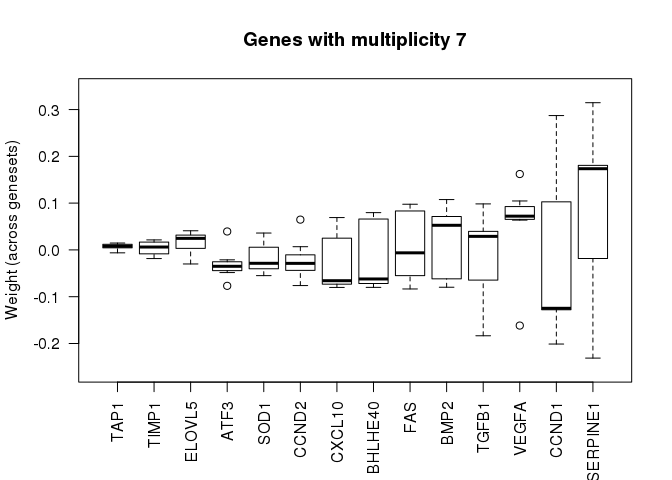 Genes with multiplicity 7
Weight (across genesets)
0.3
0.2
0.1
0.0
-0.1
-0.2
TAP1
TIMP1
ELOVL5
ATF3
SOD1
CCND2
CXCL10
BHLHE40
FAS
BMP2
TGFB1
VEGFA
CCND1
SERPINE1